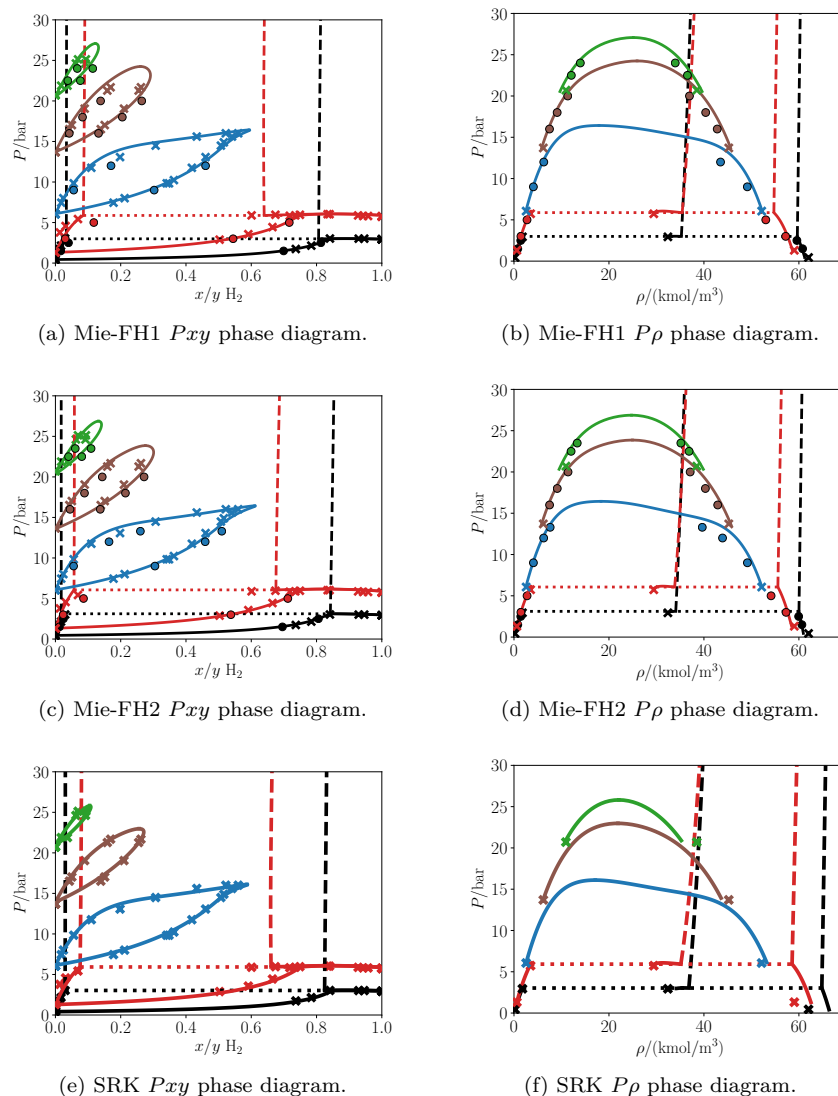 30
25
20
15
10
5
0
P/bar
0.0 0.2 0.4 0.6 0.8 1.0
x/y H₂
(a) Mie-FH1 Pxy phase diagram.
30
25
20
15
10
5
0
P/bar
0 20 40 60
ρ/(kmol/m³)
(b) Mie-FH1 Pρ phase diagram.
30
25
20
15
10
5
0
P/bar
0.0 0.2 0.4 0.6 0.8 1.0
x/y H₂
(c) Mie-FH2 Pxy phase diagram.
30
25
20
15
10
5
0
P/bar
0 20 40 60
ρ/(kmol/m³)
(d) Mie-FH2 Pρ phase diagram.
30
25
20
15
10
5
0
P/bar
0.0 0.2 0.4 0.6 0.8 1.0
x/y H₂
(e) SRK Pxy phase diagram.
30
25
20
15
10
5
0
P/bar
0 20 40 60
ρ/(kmol/m³)
(f) SRK Pρ phase diagram.